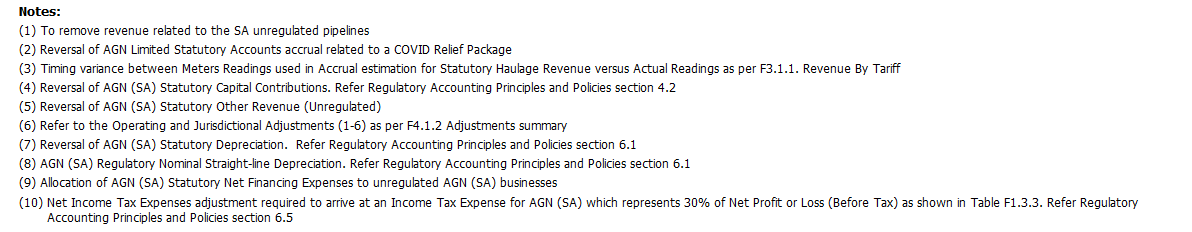 Notes:
(1) To remove revenue related to the SA unregulated pipelines
(2) Reversal of AGN Limited Statutory Accounts accrual related to a COVID Relief Package
(3) Timing variance between Meters Readings used in Accrual estimation for Statutory Haulage Revenue versus Actual Readings as per F3.1.1. Revenue By Tariff
(4) Reversal of AGN (SA) Statutory Capital Contributions. Refer Regulatory Accounting Principles and Policies section 4.2
(5) Reversal of AGN (SA) Statutory Other Revenue (Unregulated)
(6) Refer to the Operating and Jurisdictional Adjustments (1-6) as per F4.1.2 Adjustments summary
(7) Reversal of AGN (SA) Statutory Depreciation.  Refer Regulatory Accounting Principles and Policies section 6.1
(8) AGN (SA) Regulatory Nominal Straight-line Depreciation. Refer Regulatory Accounting Principles and Policies section 6.1
(9) Allocation of AGN (SA) Statutory Net Financing Expenses to unregulated AGN (SA) businesses
(10) Net Income Tax Expenses adjustment required to arrive at an Income Tax Expense for AGN (SA) which represents 30% of Net Profit or Loss (Before Tax) as shown in Table F1.3.3. Refer Regulatory
Accounting Principles and Policies section 6.5